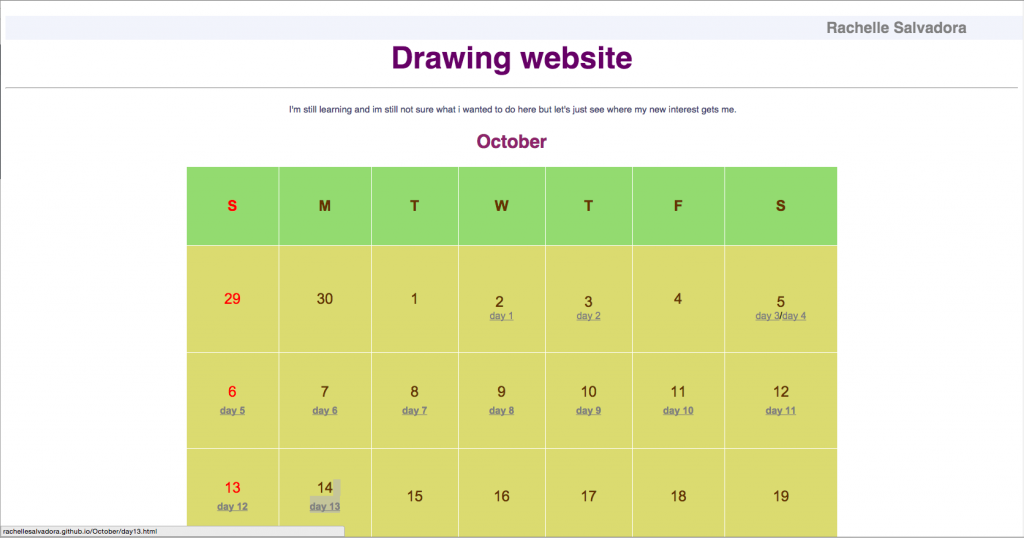 Rachelle Salvadora
Drawing website
I'm still learning and im still not sure what i wanted to do here but let's just see where my new interest gets me.
October
S M T W T F S
29 30 1 2 3 4 5
day 1 day 2 day 3/day 4
6 7 8 9 10 11 12
day 5 day 6 day 7 day 8 day 9 day 10 day 11
13 14 15 16 17 18 19
day 12 day 13
rachellesalvadora.github.io/October/day13.html